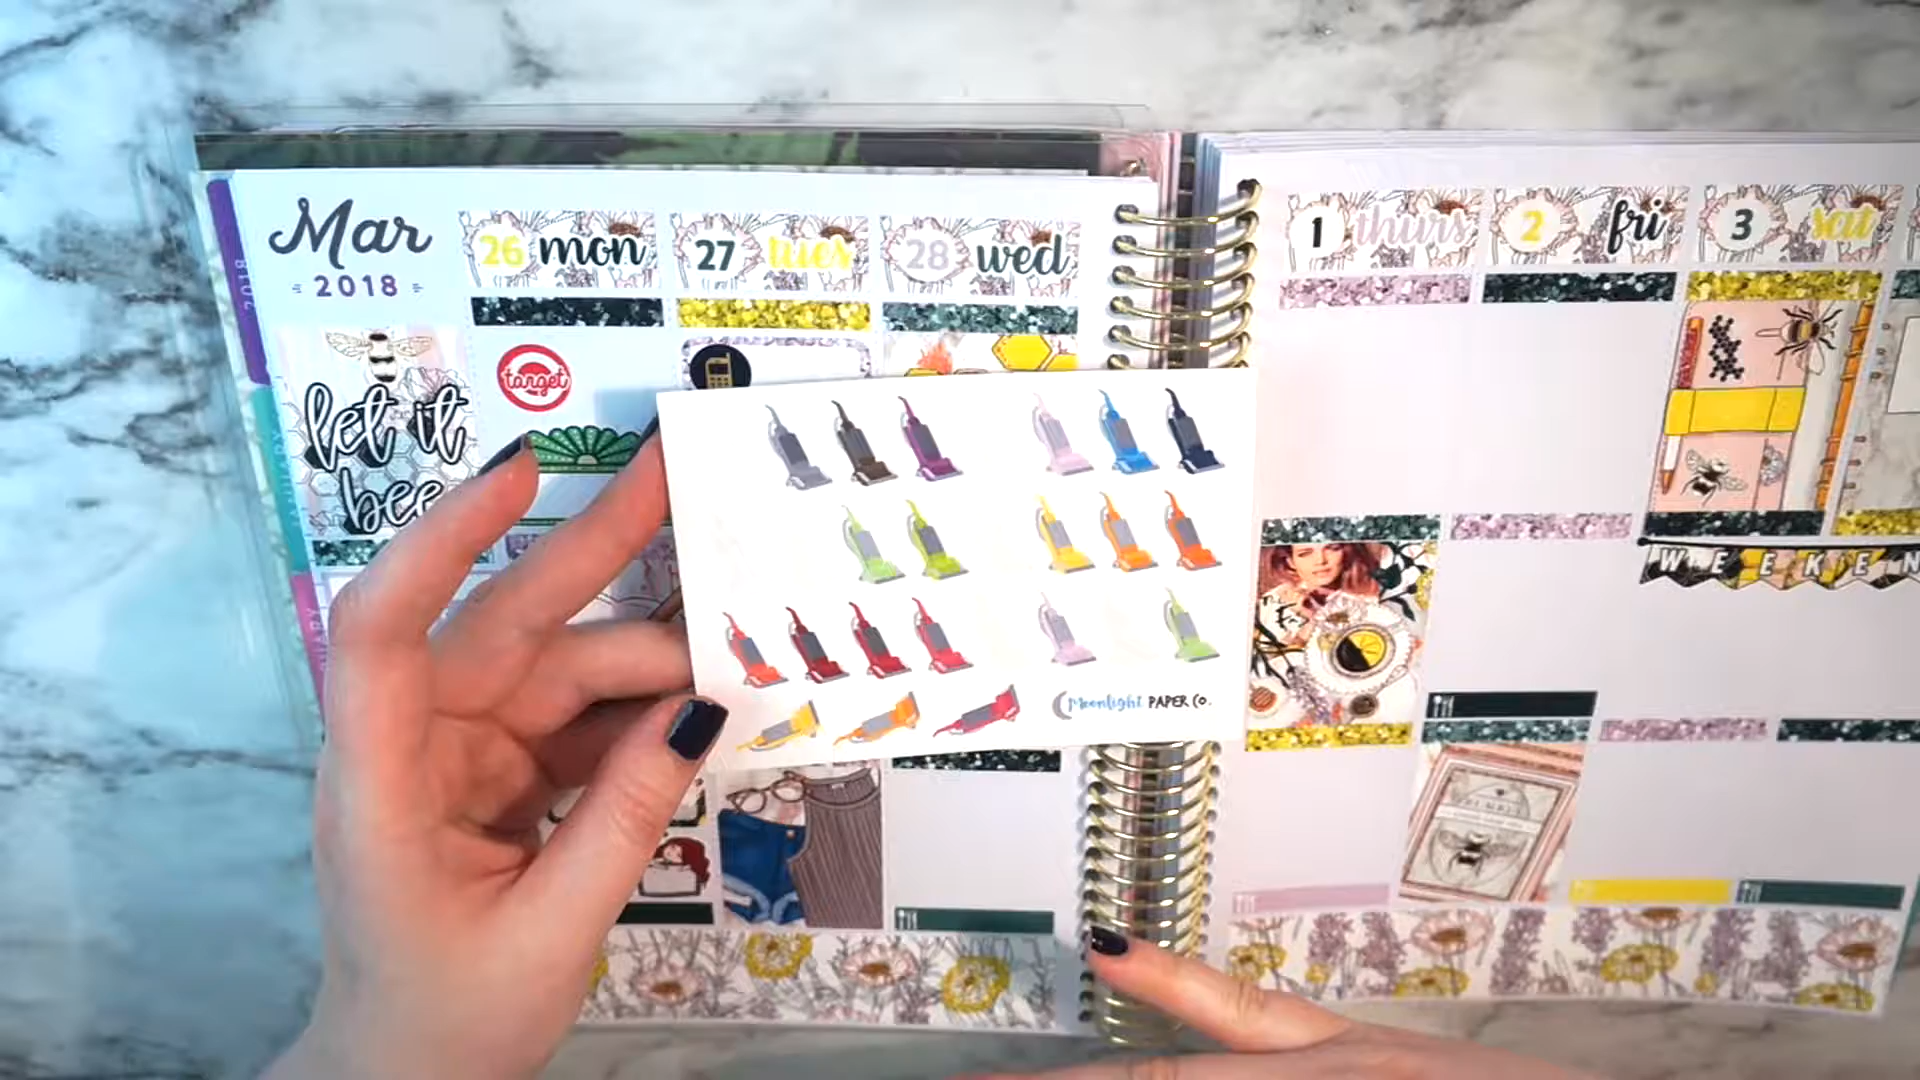 Mar
2018
26 mon
27 tues
28 wed
1 thurs
2 fri
3 sat
2018
target
let it
bee
Moonlight PAPER CO.
WEEKEN